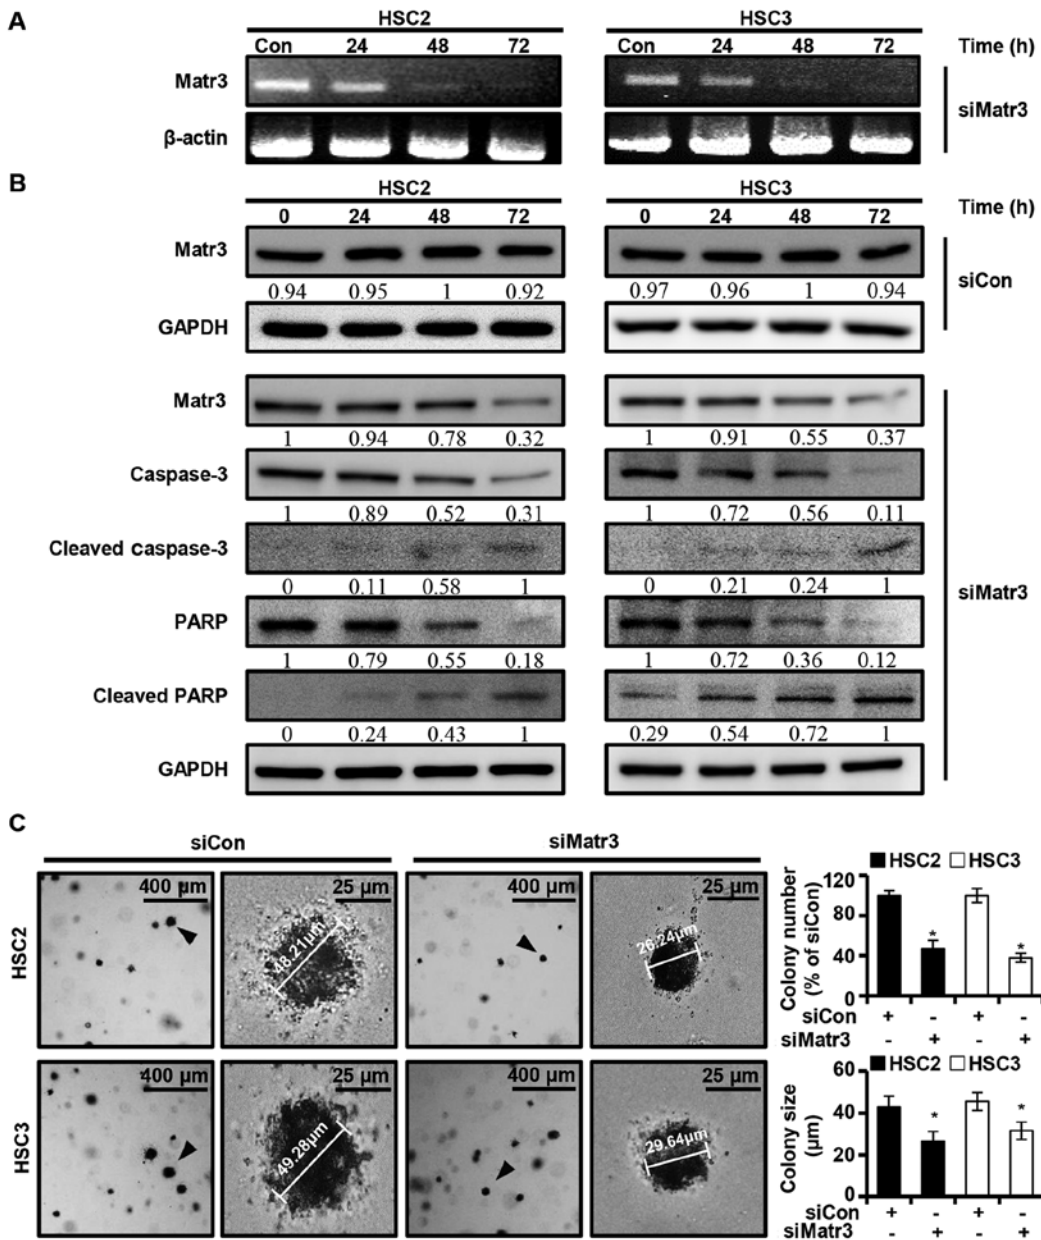 A
HSC2 HSC3
Con 24 48 72 Con 24 48 72 Time (h)
Matr3
siMatr3
β-actin
B
HSC2 HSC3
0 24 48 72 0 24 48 72 Time (h)
Matr3
0.94 0.95 1 0.92 0.97 0.96 1 0.94 siCon
GAPDH
Matr3
1 0.94 0.78 0.32 1 0.91 0.55 0.37
Caspase-3
1 0.89 0.52 0.31 1 0.72 0.56 0.11
Cleaved caspase-3
0 0.11 0.58 1 0 0.21 0.24 1
siMatr3
PARP
1 0.79 0.55 0.18 1 0.72 0.36 0.12
Cleaved PARP
0 0.24 0.43 1 0.29 0.54 0.72 1
GAPDH
C
siCon siMatr3
HSC2
400 µm 25 µm 400 µm 25 µm
48.21µm 26.24µm
HSC3
400 µm 25 µm 400 µm 25 µm
49.28µm 29.64µm
HSC2 HSC3
Colony number
(% of siCon)
120
80
40
0
siCon + - + -
siMatr3 - + - +
* *
HSC2 HSC3
Colony size
(µm)
60
40
20
0
siCon + - + -
siMatr3 - + - +
* *